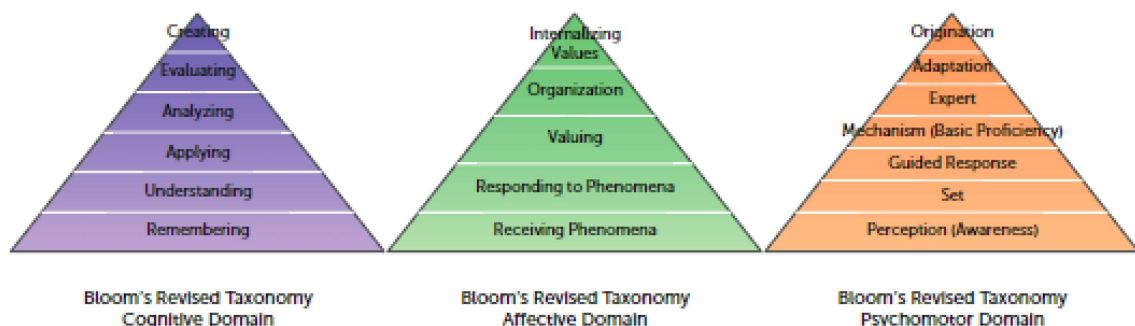 Creating
Evaluating
Analyzing
Applying
Understanding
Remembering
Bloom's Revised Taxonomy
Cognitive Domain
Internalizing
Values
Organization
Valuing
Responding to Phenomena
Receiving Phenomena
Bloom's Revised Taxonomy
Affective Domain
Origination
Adaptation
Expert
Mechanism (Basic Proficiency)
Guided Response
Set
Perception (Awareness)
Bloom's Revised Taxonomy
Psychomotor Domain